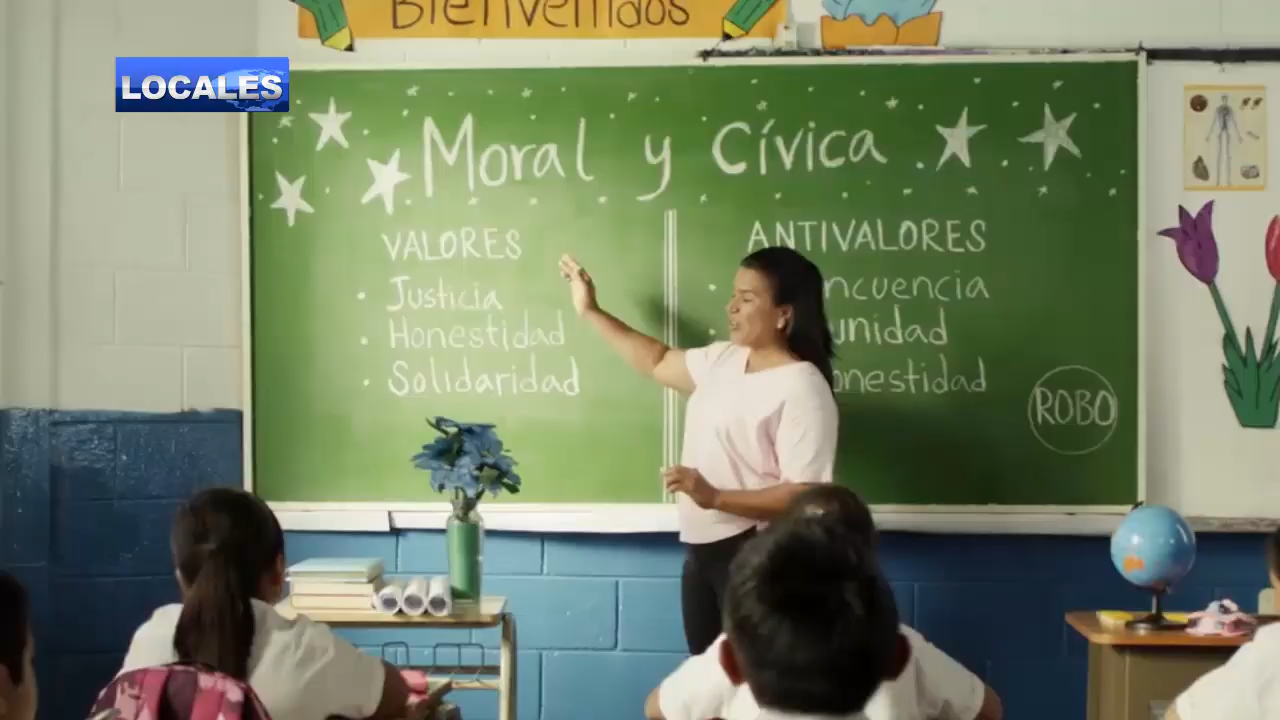 Bienvenidos
LOCALES
Moral y Cívica
VALORES
• Justicia
• Honestidad
• Solidaridad
ANTIVALORES
ROBO